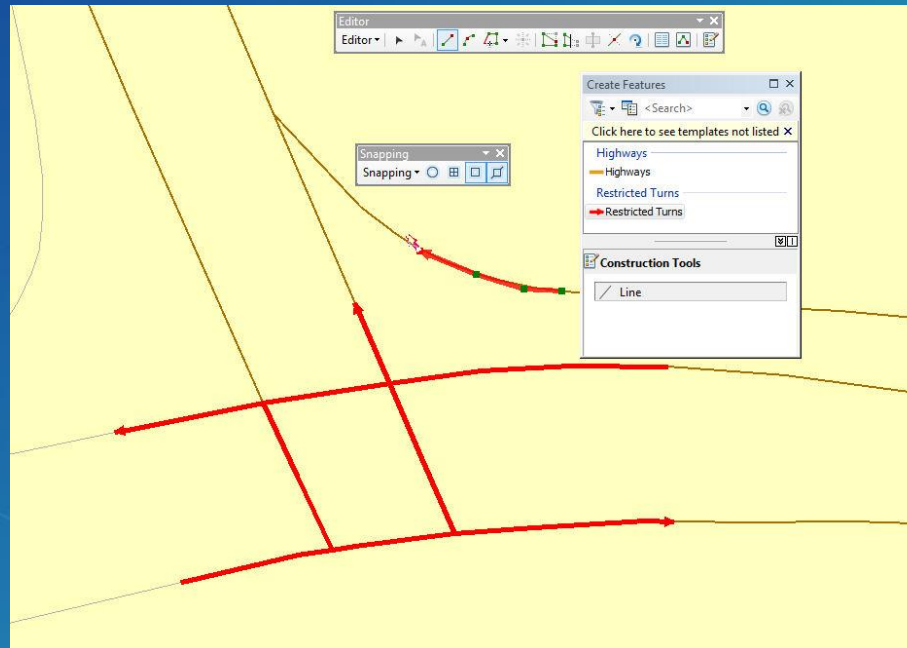 Editor
Editor
Create Features
<Search>
Click here to see templates not listed
Highways
Highways
Restricted Turns
Restricted Turns
Construction Tools
Line
Snapping
Snapping